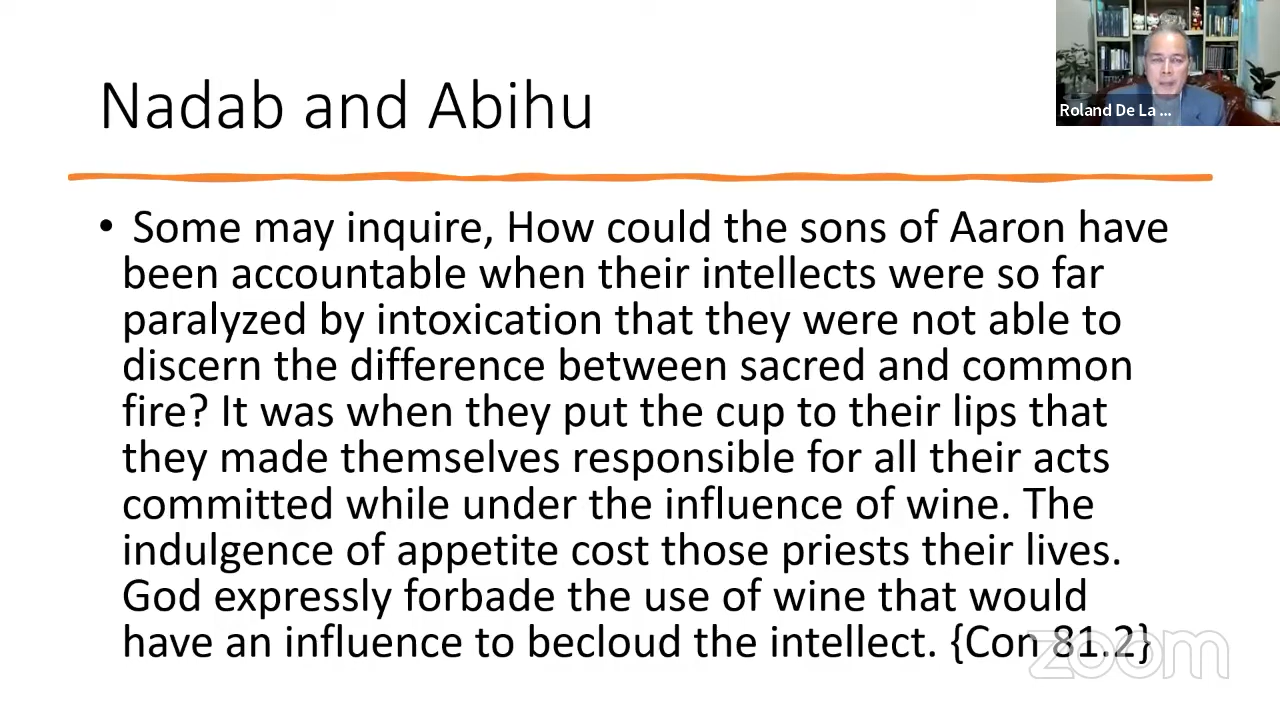 Nadab and Abihu
Roland De La ...
• Some may inquire, How could the sons of Aaron have
been accountable when their intellects were so far
paralyzed by intoxication that they were not able to
discern the difference between sacred and common
fire? It was when they put the cup to their lips that
they made themselves responsible for all their acts
committed while under the influence of wine. The
indulgence of appetite cost those priests their lives.
God expressly forbade the use of wine that would
have an influence to becloud the intellect. {Con 81.2}
zoom